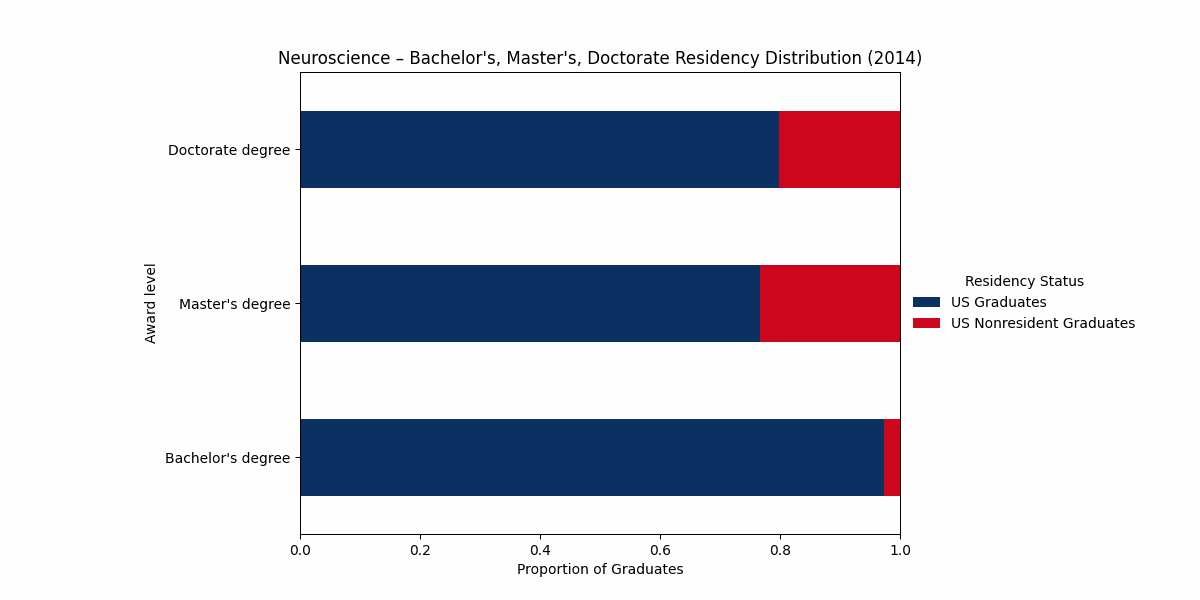 Neuroscience – Bachelor's, Master's, Doctorate Residency Distribution (2014)
Doctorate degree
Master's degree
Bachelor's degree
Award level
0.0 0.2 0.4 0.6 0.8 1.0
Proportion of Graduates
Residency Status
US Graduates
US Nonresident Graduates